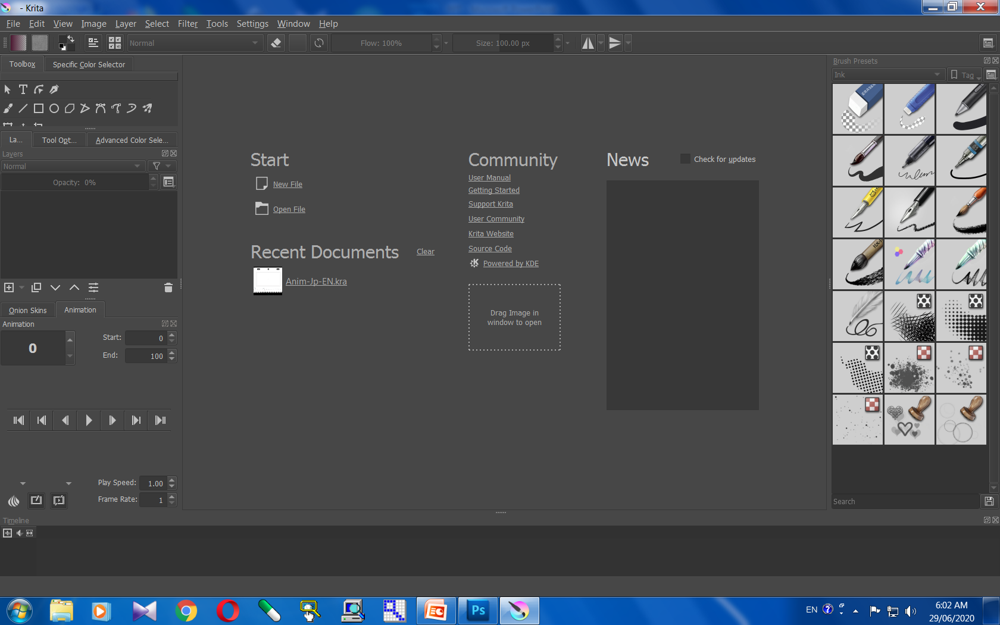 - Krita
File Edit View Image Layer Select Filter Tools Settings Window Help
Normal
Flow: 100%
Size: 100.00 px
Toolbox
Specific Color Selector
La...
Tool Opt...
Advanced Color Sele...
Layers
Normal
Opacity: 0%
Onion Skins
Animation
Animation
0
Start: 0
End: 100
Play Speed: 1.00
Frame Rate: 1
Start
New File
Open File
Recent Documents
Clear
Anim-Jp-EN.kra
Community
User Manual
Getting Started
Support Krita
User Community
Krita Website
Source Code
Powered by KDE
Drag Image in
window to open
News
Check for updates
Brush Presets
Ink
Tag
ERASER
Search
Timeline
Ps
EN
6:02 AM
29/06/2020